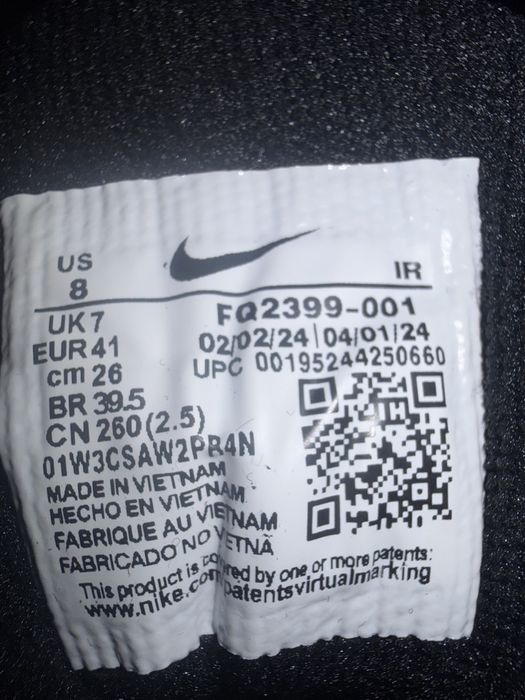 US
8
IR
UK 7
EUR 41
cm 26
BR 39.5
CN 260 (2.5)
FQ2399-001
02/02/24 | 04/01/24
UPC 00195244250660
01W3CSAW2PR4N
MADE IN VIETNAM
HECHO EN VIETNAM
FABRIQUE AU VIETNAM
FABRICADO NO VETNÃ
This product is covered by one or more patents:
www.nike.com/patentsvirtualmarking